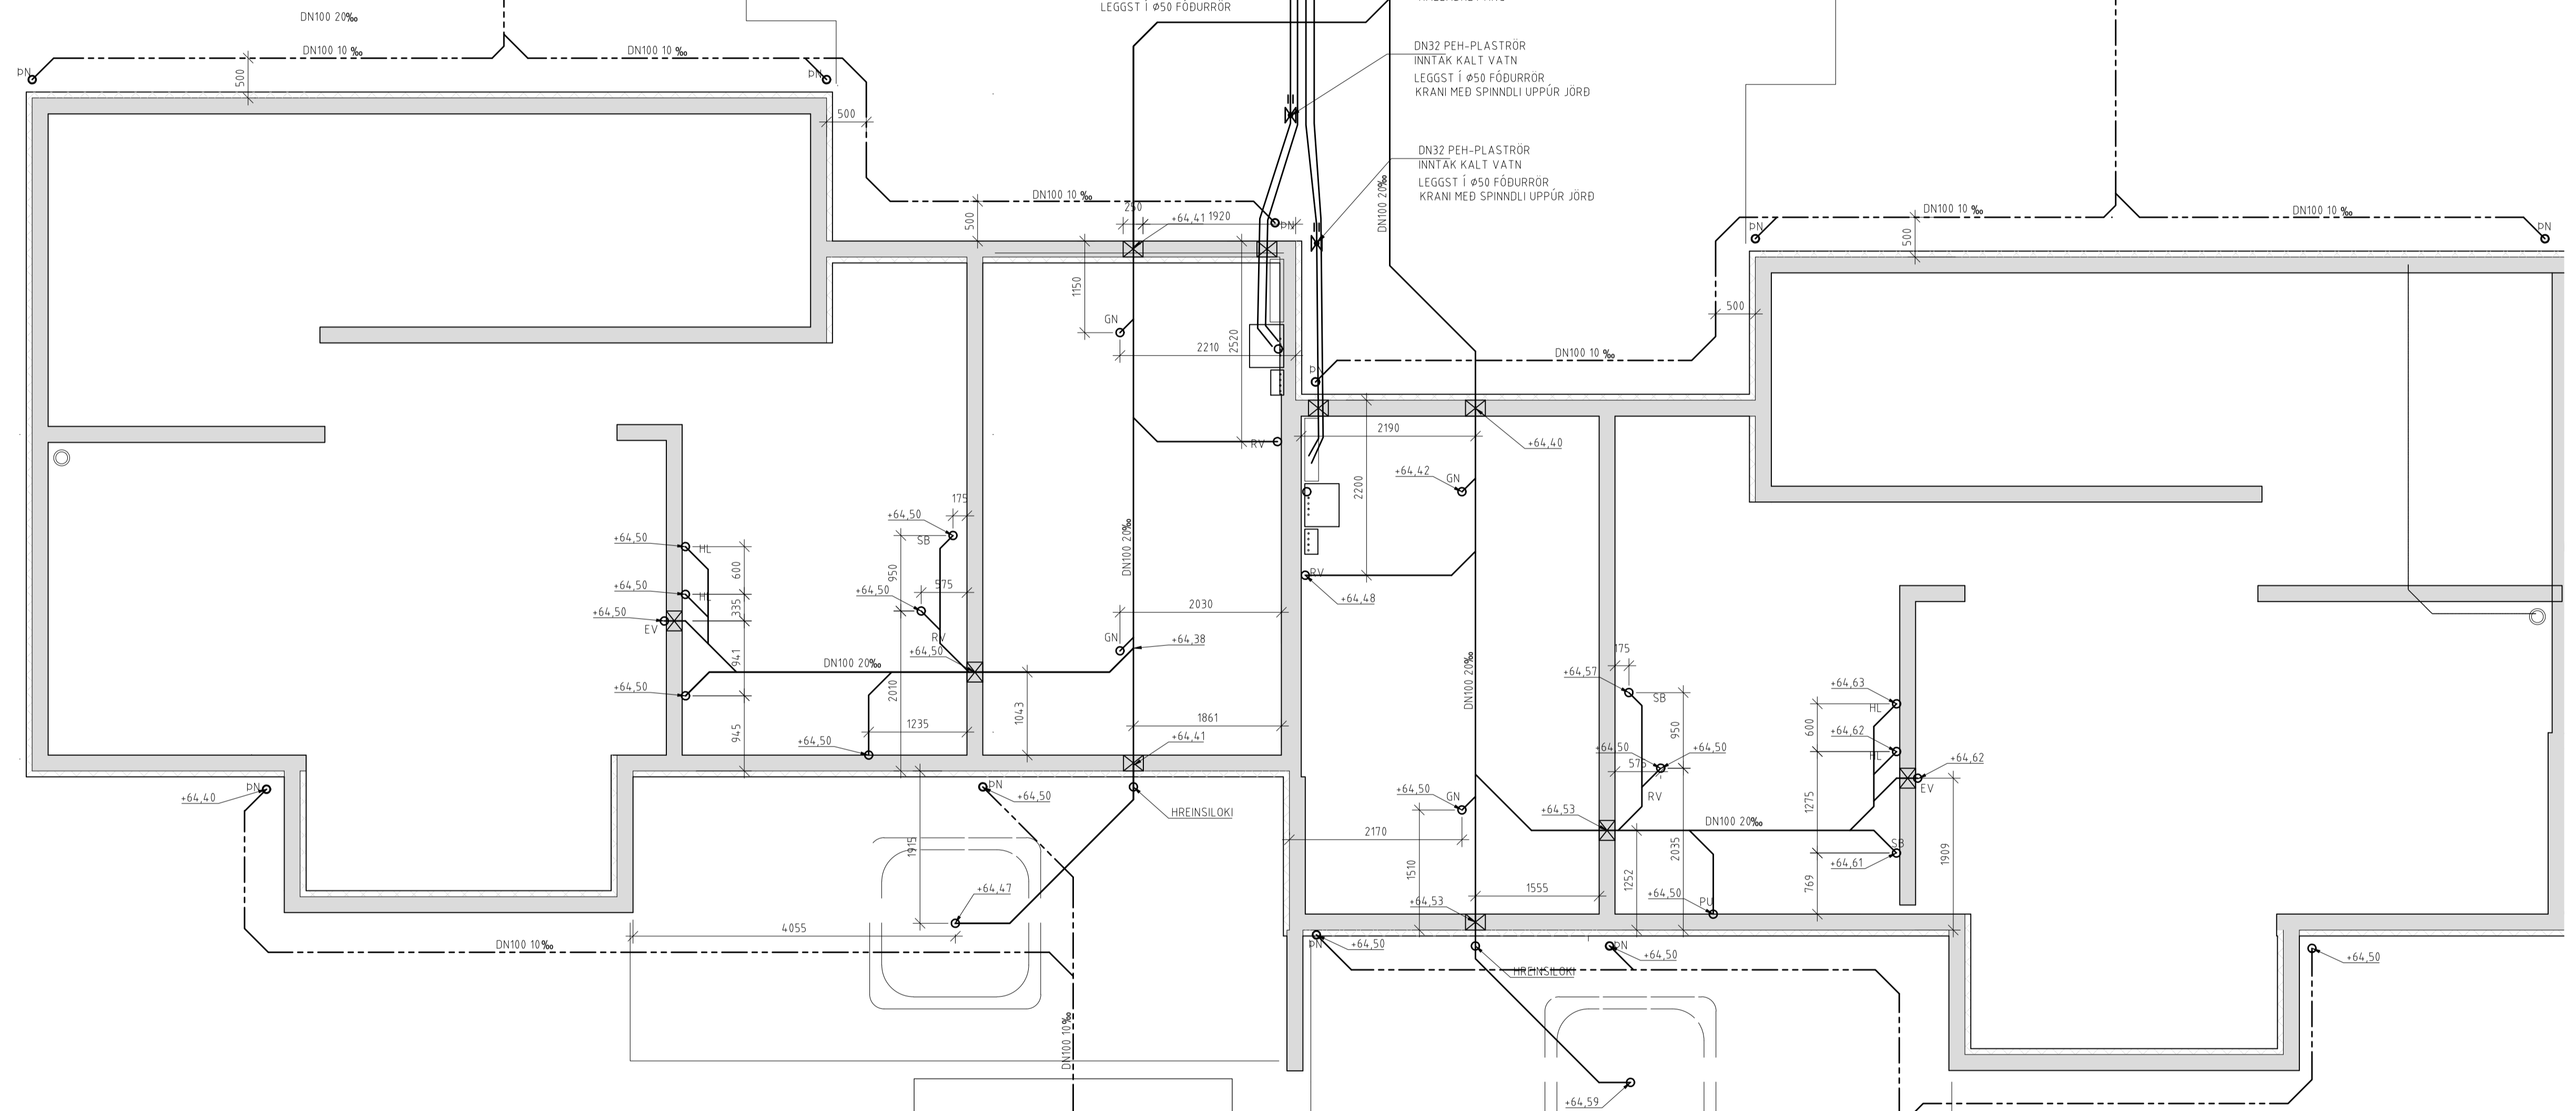 DN100 20‰
LEGGST Í ø50 FÓÐURRÖR
DN100 10 ‰
DN100 10 ‰
ÞN
ÞN
500
500
DN32 PEH-PLASTRÖR
INNTAK KALT VATN
LEGGST Í ø50 FÓÐURRÖR
KRANI MEÐ SPINNDLI UPPÚR JÖRÐ
DN32 PEH-PLASTRÖR
INNTAK KALT VATN
LEGGST Í ø50 FÓÐURRÖR
KRANI MEÐ SPINNDLI UPPÚR JÖRÐ
DN100 20‰
DN100 10 ‰
250
+64,41
1920
ÞN
500
DN100 10 ‰
DN100 10 ‰
ÞN
ÞN
500
500
1150
GN
2210
2520
DN100 10 ‰
ÞN
RV
2190
+64,40
+64,42
GN
2200
175
+64,50
SB
950
DN100 20‰
+64,50
HL
600
+64,50
HL
335
+64,50
EV
941
+64,50
575
+64,50
RV
+64,50
DN100 20‰
2030
GN
+64,38
RV
+64,48
+64,50
2010
1235
1043
1861
945
+64,50
+64,41
DN100 20‰
175
+64,57
SB
950
+64,63
HL
600
+64,62
HL
+64,50
+64,50
575
RV
+64,62
EV
ÞN
+64,40
ÞN
+64,50
HREINSILOKI
+64,50
GN
+64,53
DN100 20‰
2170
1510
2035
1275
SB
+64,61
1909
1252
1555
769
+64,50
PU
1915
+64,47
+64,53
4055
DN100 10‰
ÞN
+64,50
HREINSILOKI
ÞN
+64,50
+64,50
DN100 10‰
+64,59